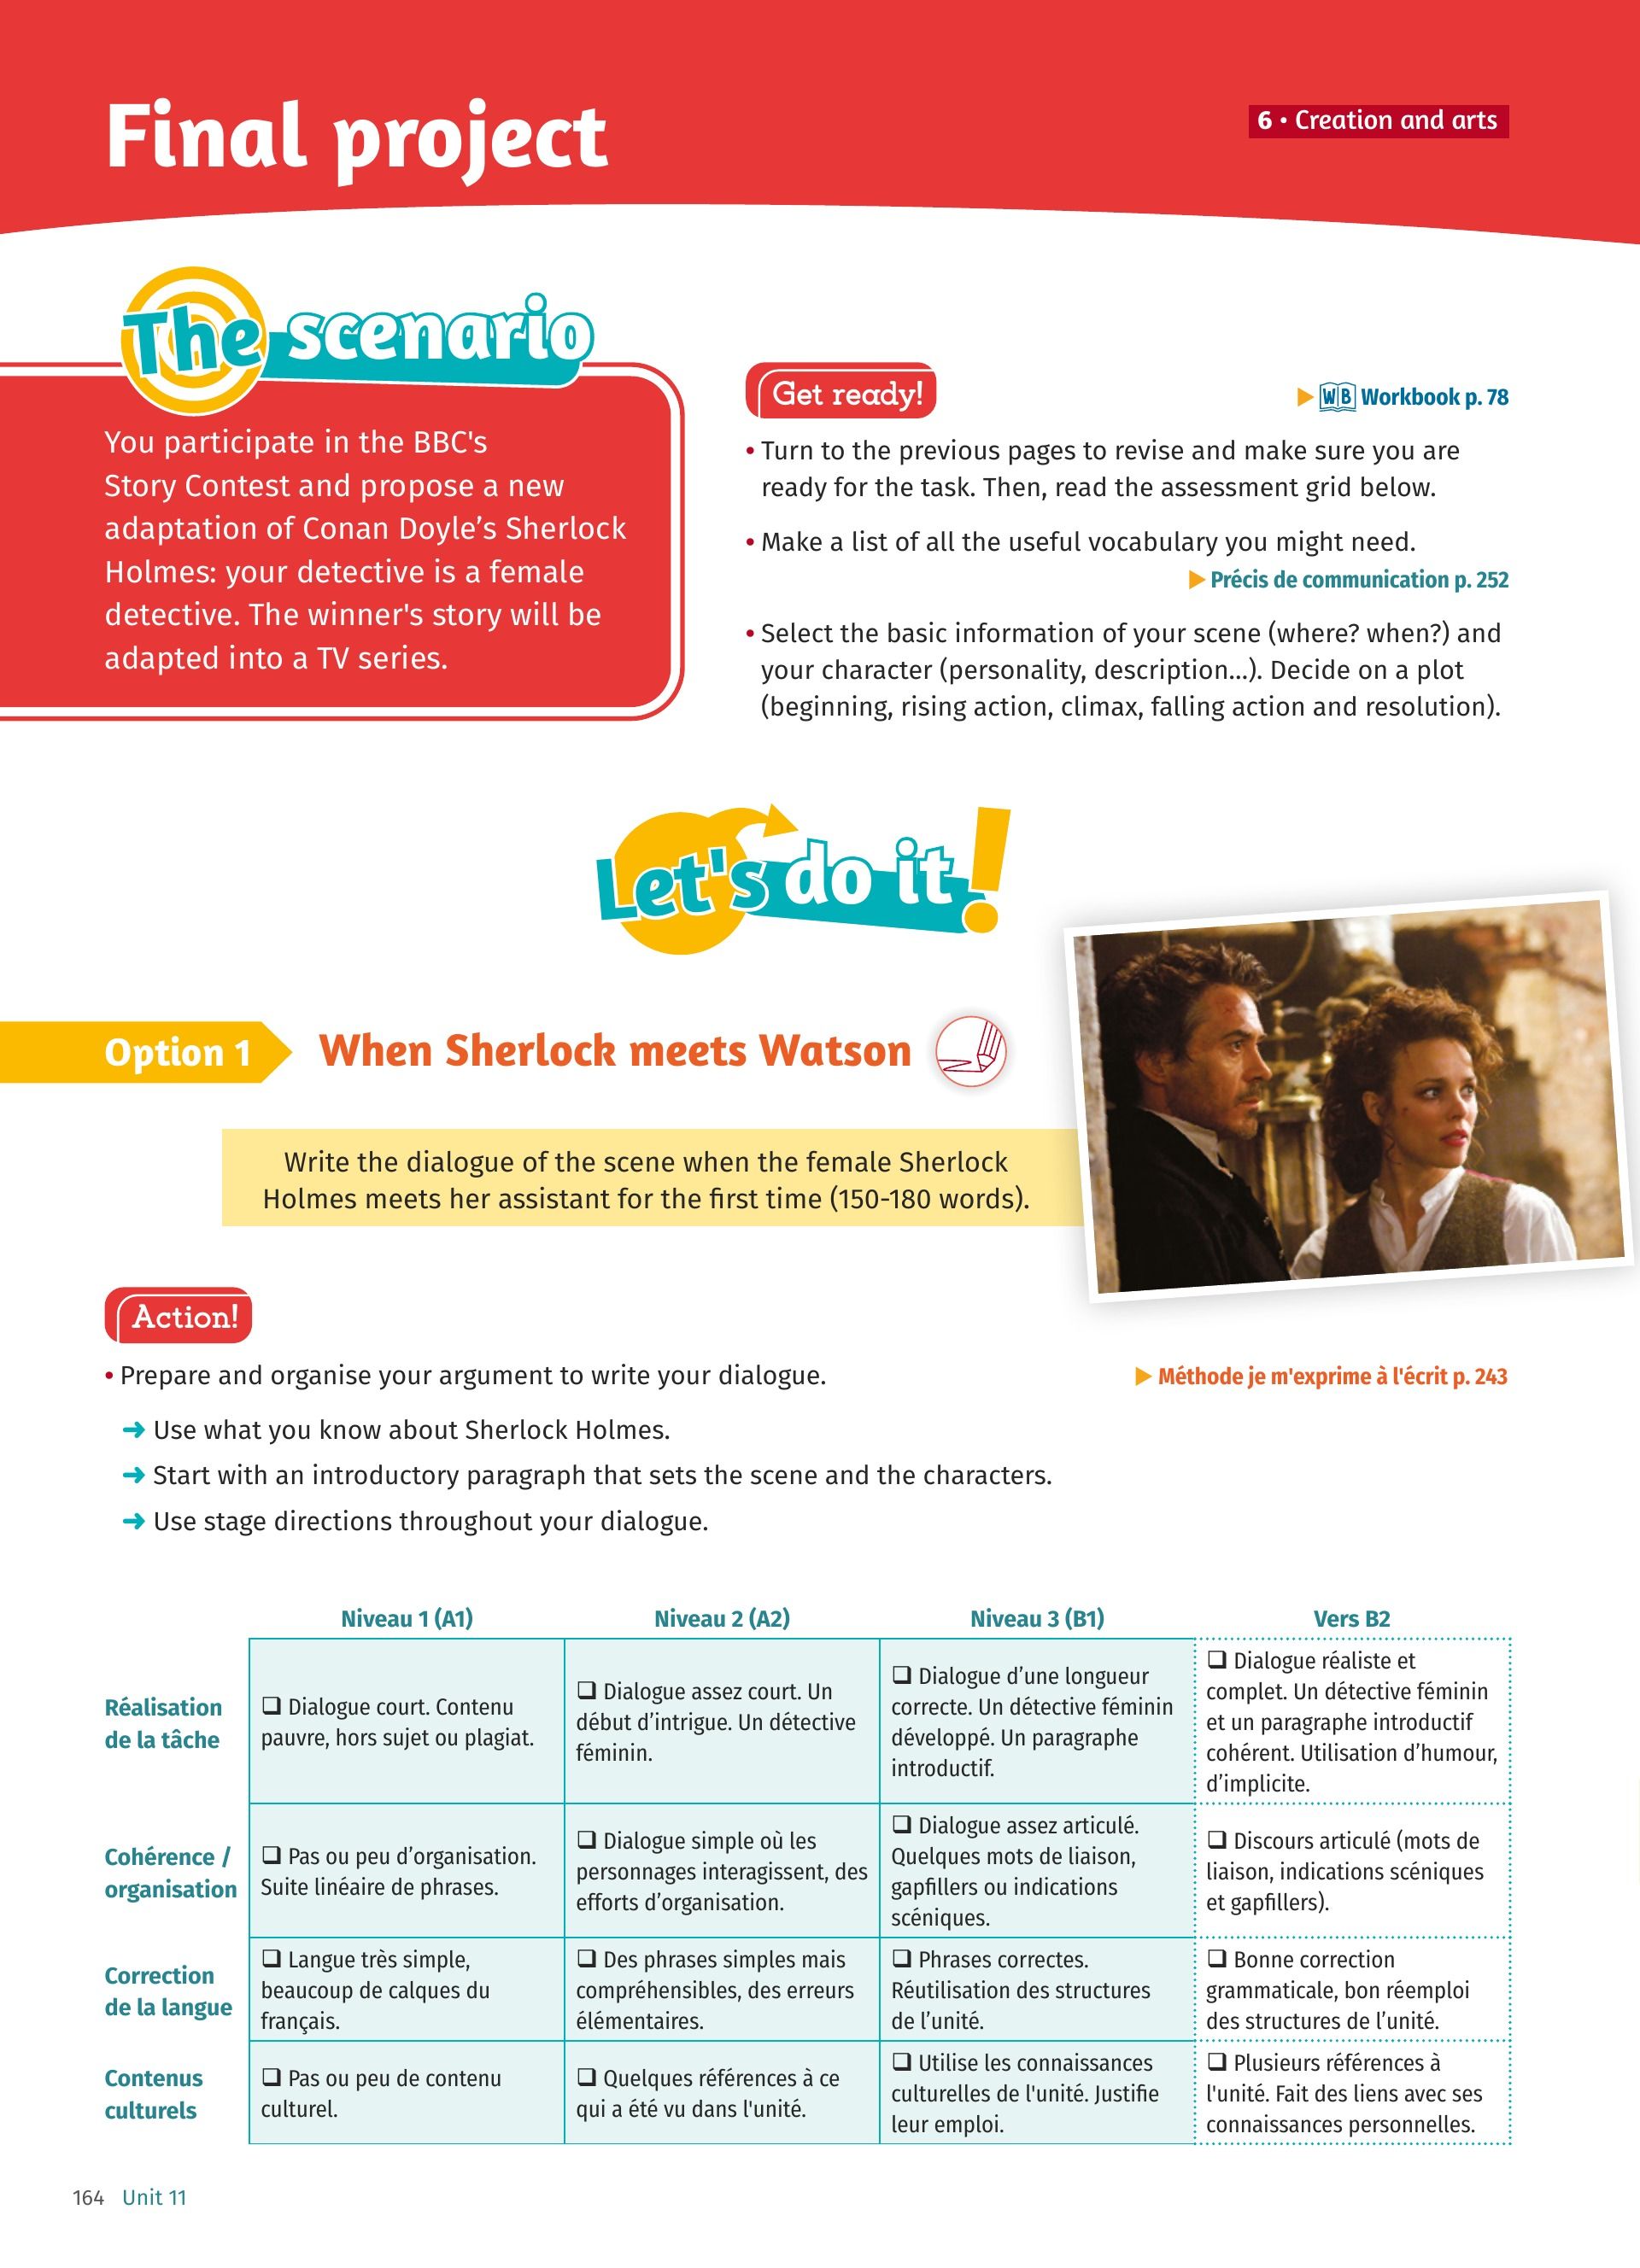 Final project
6 • Creation and arts
The scenario
You participate in the BBC's
Story Contest and propose a new
adaptation of Conan Doyle’s Sherlock
Holmes: your detective is a female
detective. The winner's story will be
adapted into a TV series.
Get ready!
▶ WB Workbook p. 78
• Turn to the previous pages to revise and make sure you are
ready for the task. Then, read the assessment grid below.
• Make a list of all the useful vocabulary you might need.
▶ Précis de communication p. 252
• Select the basic information of your scene (where? when?) and
your character (personality, description...). Decide on a plot
(beginning, rising action, climax, falling action and resolution).
Let's do it!
Option 1
When Sherlock meets Watson
Write the dialogue of the scene when the female Sherlock
Holmes meets her assistant for the first time (150-180 words).
Action!
• Prepare and organise your argument to write your dialogue.
▶ Méthode je m'exprime à l'écrit p. 243
➜ Use what you know about Sherlock Holmes.
➜ Start with an introductory paragraph that sets the scene and the characters.
➜ Use stage directions throughout your dialogue.
Niveau 1 (A1)
Niveau 2 (A2)
Niveau 3 (B1)
Vers B2
Réalisation
de la tâche
❑ Dialogue court. Contenu
pauvre, hors sujet ou plagiat.
❑ Dialogue assez court. Un
début d’intrigue. Un détective
féminin.
❑ Dialogue d’une longueur
correcte. Un détective féminin
développé. Un paragraphe
introductif.
❑ Dialogue réaliste et
complet. Un détective féminin
et un paragraphe introductif
cohérent. Utilisation d’humour,
d’implicite.
Cohérence /
organisation
❑ Pas ou peu d’organisation.
Suite linéaire de phrases.
❑ Dialogue simple où les
personnages interagissent, des
efforts d’organisation.
❑ Dialogue assez articulé.
Quelques mots de liaison,
gapfillers ou indications
scéniques.
❑ Discours articulé (mots de
liaison, indications scéniques
et gapfillers).
Correction
de la langue
❑ Langue très simple,
beaucoup de calques du
français.
❑ Des phrases simples mais
compréhensibles, des erreurs
élémentaires.
❑ Phrases correctes.
Réutilisation des structures
de l’unité.
❑ Bonne correction
grammaticale, bon réemploi
des structures de l’unité.
Contenus
culturels
❑ Pas ou peu de contenu
culturel.
❑ Quelques références à ce
qui a été vu dans l'unité.
❑ Utilise les connaissances
culturelles de l'unité. Justifie
leur emploi.
❑ Plusieurs références à
l'unité. Fait des liens avec ses
connaissances personnelles.
164 Unit 11